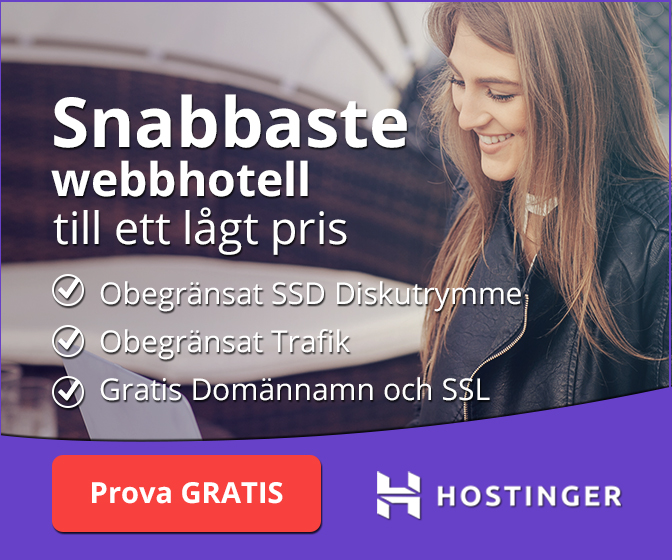 Snabbaste
webbhotell
till ett lågt pris
Obegränsat SSD Diskutrymme
Obegränsat Trafik
Gratis Domännamn och SSL
Prova GRATIS
HOSTINGER